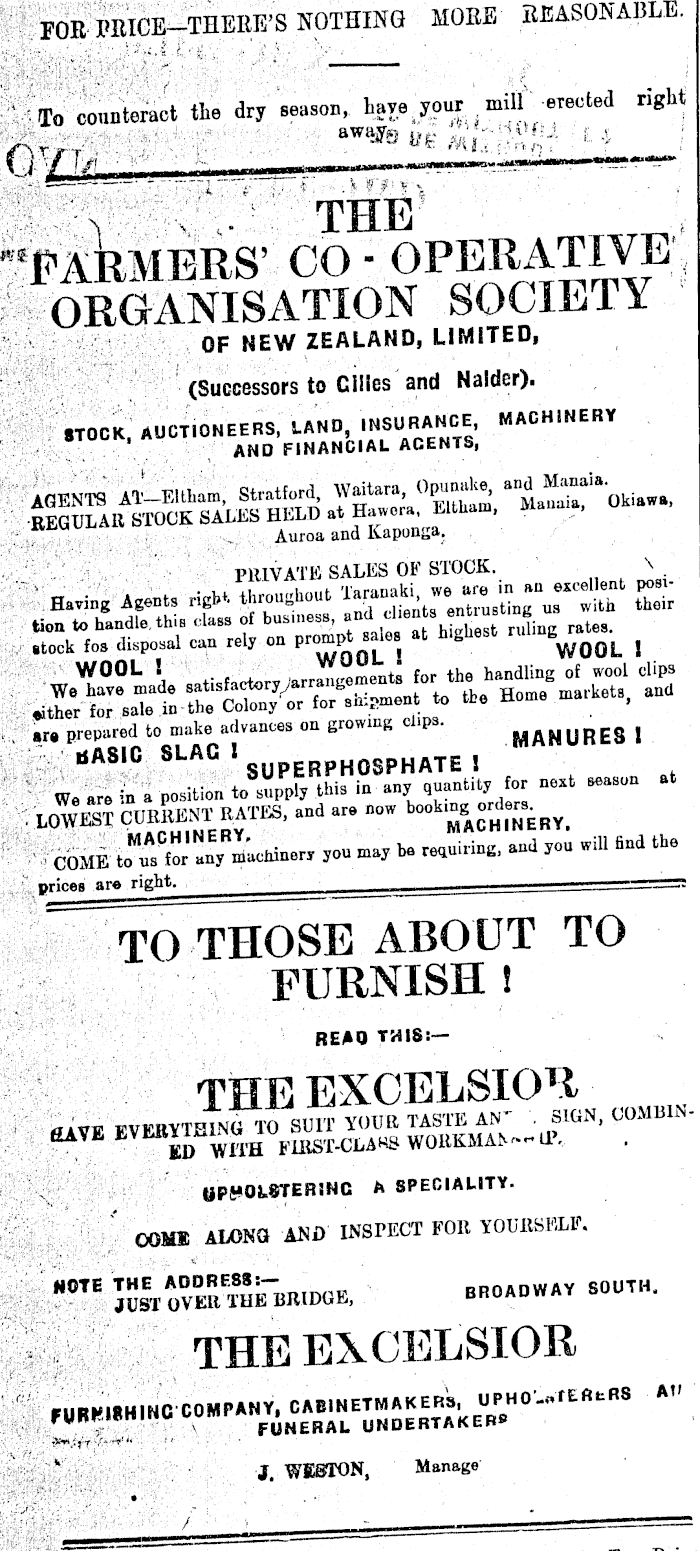 FOR PRICE—THERE'S NOTHING MORE REASONABLE.
To counteract the dry season, have your mill erected right
away
THE
FARMERS' CO-OPERATIVE
ORGANISATION SOCIETY
OF NEW ZEALAND, LIMITED,
(Successors to Gilles and Nalder).
STOCK, AUCTIONEERS, LAND, INSURANCE, MACHINERY
AND FINANCIAL AGENTS,
AGENTS AT—Eltham, Stratford, Waitara, Opunake, and Manaia.
REGULAR STOCK SALES HELD at Hawera, Eltham, Manaia, Okiawa,
Auroa and Kaponga.
PRIVATE SALES OF STOCK.
Having Agents right throughout Taranaki, we are in an excellent posi-
tion to handle this class of business, and clients entrusting us with their
stock fos disposal can rely on prompt sales at highest ruling rates.
WOOL ! WOOL ! WOOL !
We have made satisfactory arrangements for the handling of wool clips
either for sale in the Colony or for shipment to the Home markets, and
are prepared to make advances on growing clips.
BASIC SLAG ! SUPERPHOSPHATE ! MANURES !
We are in a position to supply this in any quantity for next season at
LOWEST CURRENT RATES, and are now booking orders.
MACHINERY. MACHINERY.
COME to us for any machinery you may be requiring, and you will find the
prices are right.
TO THOSE ABOUT TO
FURNISH !
READ THIS:—
THE EXCELSIOR
HAVE EVERYTHING TO SUIT YOUR TASTE SIGN, COMBIN-
ED WITH FIRST-CLASS
UPHOLSTERING A SPECIALITY.
COME ALONG AND INSPECT FOR YOURSELF.
NOTE THE ADDRESS:—
JUST OVER THE BRIDGE, BROADWAY SOUTH.
THE EXCELSIOR
FURNISHING COMPANY, CABINETMAKERS, UPHOLSTERERS
FUNERAL UNDERTAKERS
J. WESTON, Manage